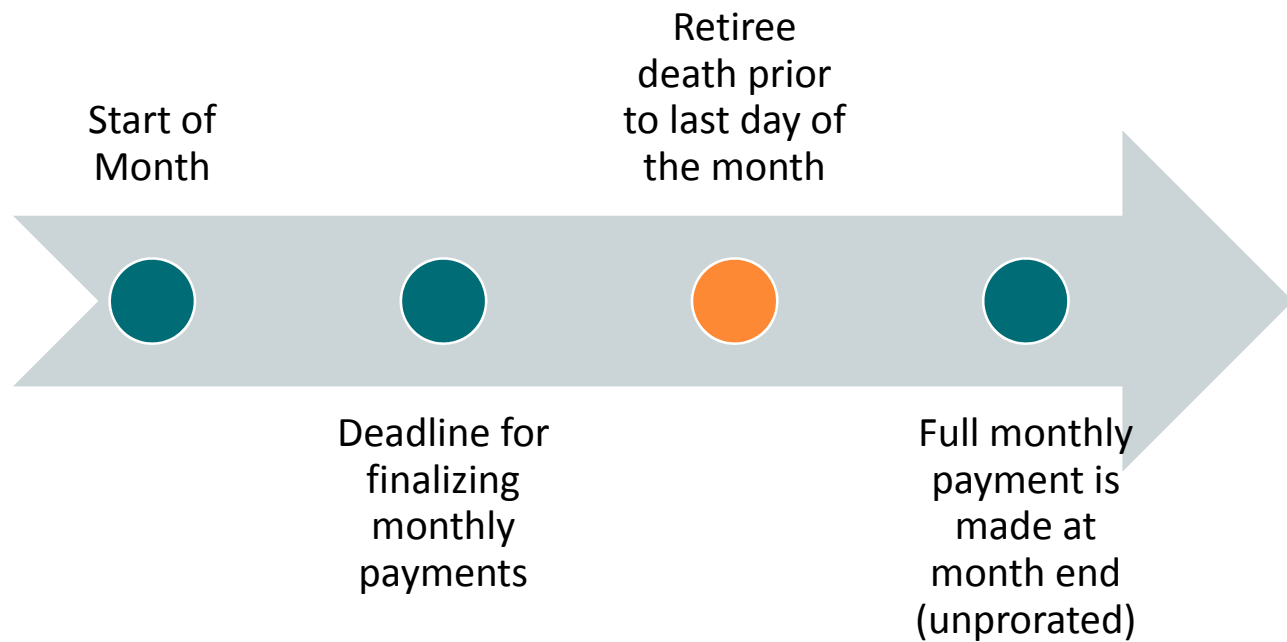 Start of
Month
Deadline for
finalizing
monthly
payments
Retiree
death prior
to last day of
the month
Full monthly
payment is
made at
month end
(unprorated)